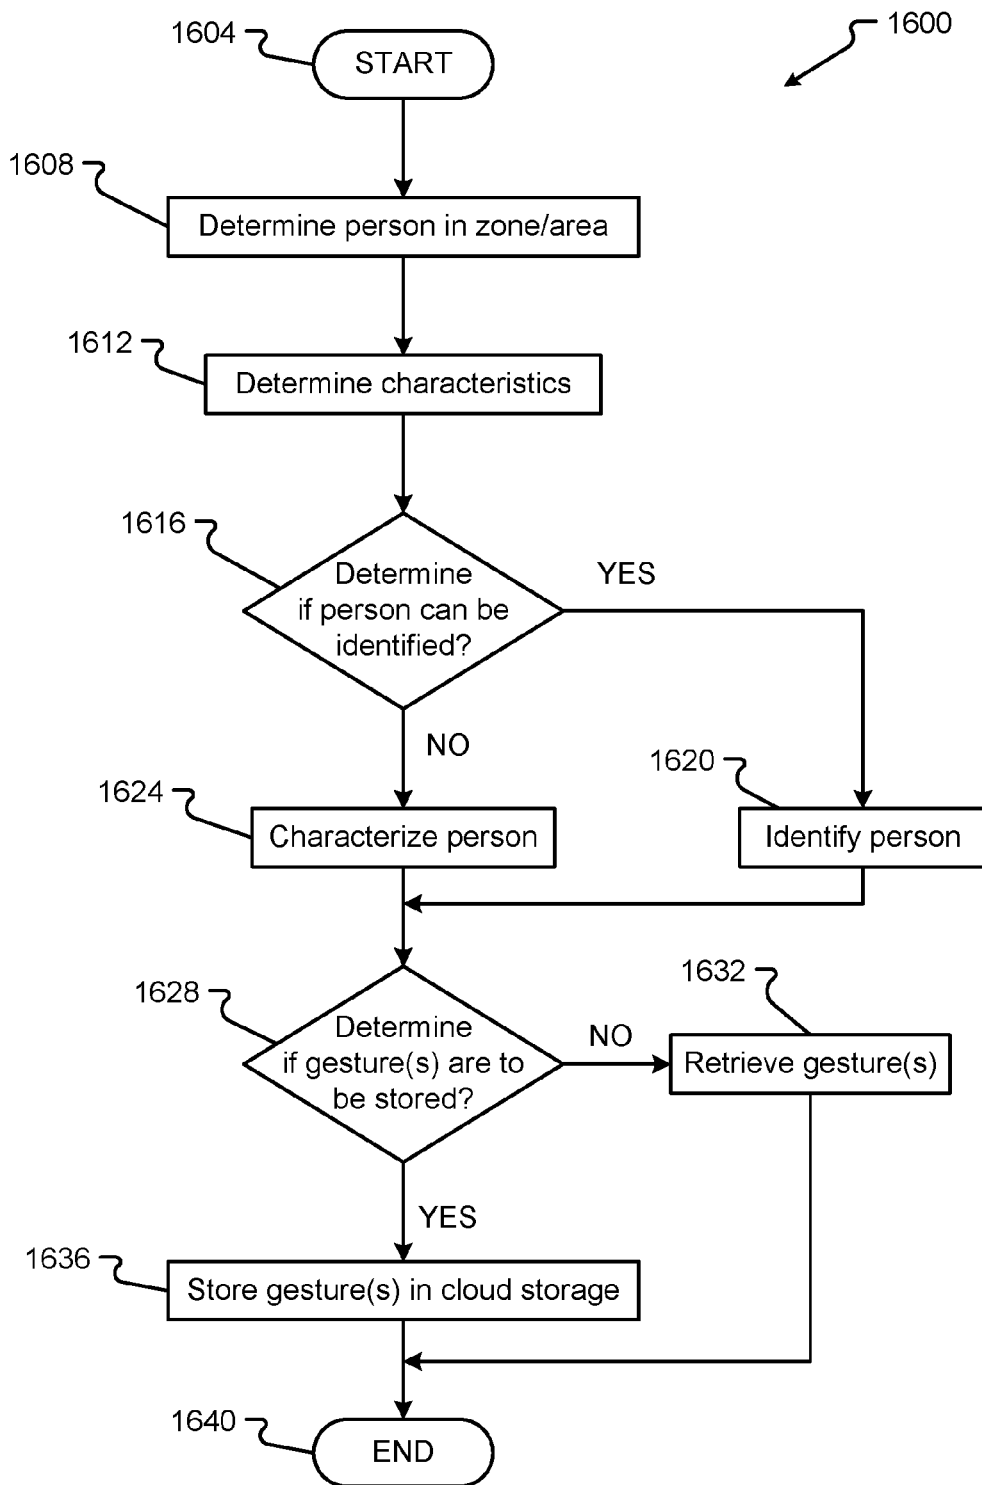 1604
START
1600
1608
Determine person in zone/area
1612
Determine characteristics
1616
Determine
if person can be
identified?
YES
NO
1624
Characterize person
1620
Identify person
1628
Determine
if gesture(s) are to
be stored?
NO
1632
Retrieve gesture(s)
YES
1636
Store gesture(s) in cloud storage
1640
END